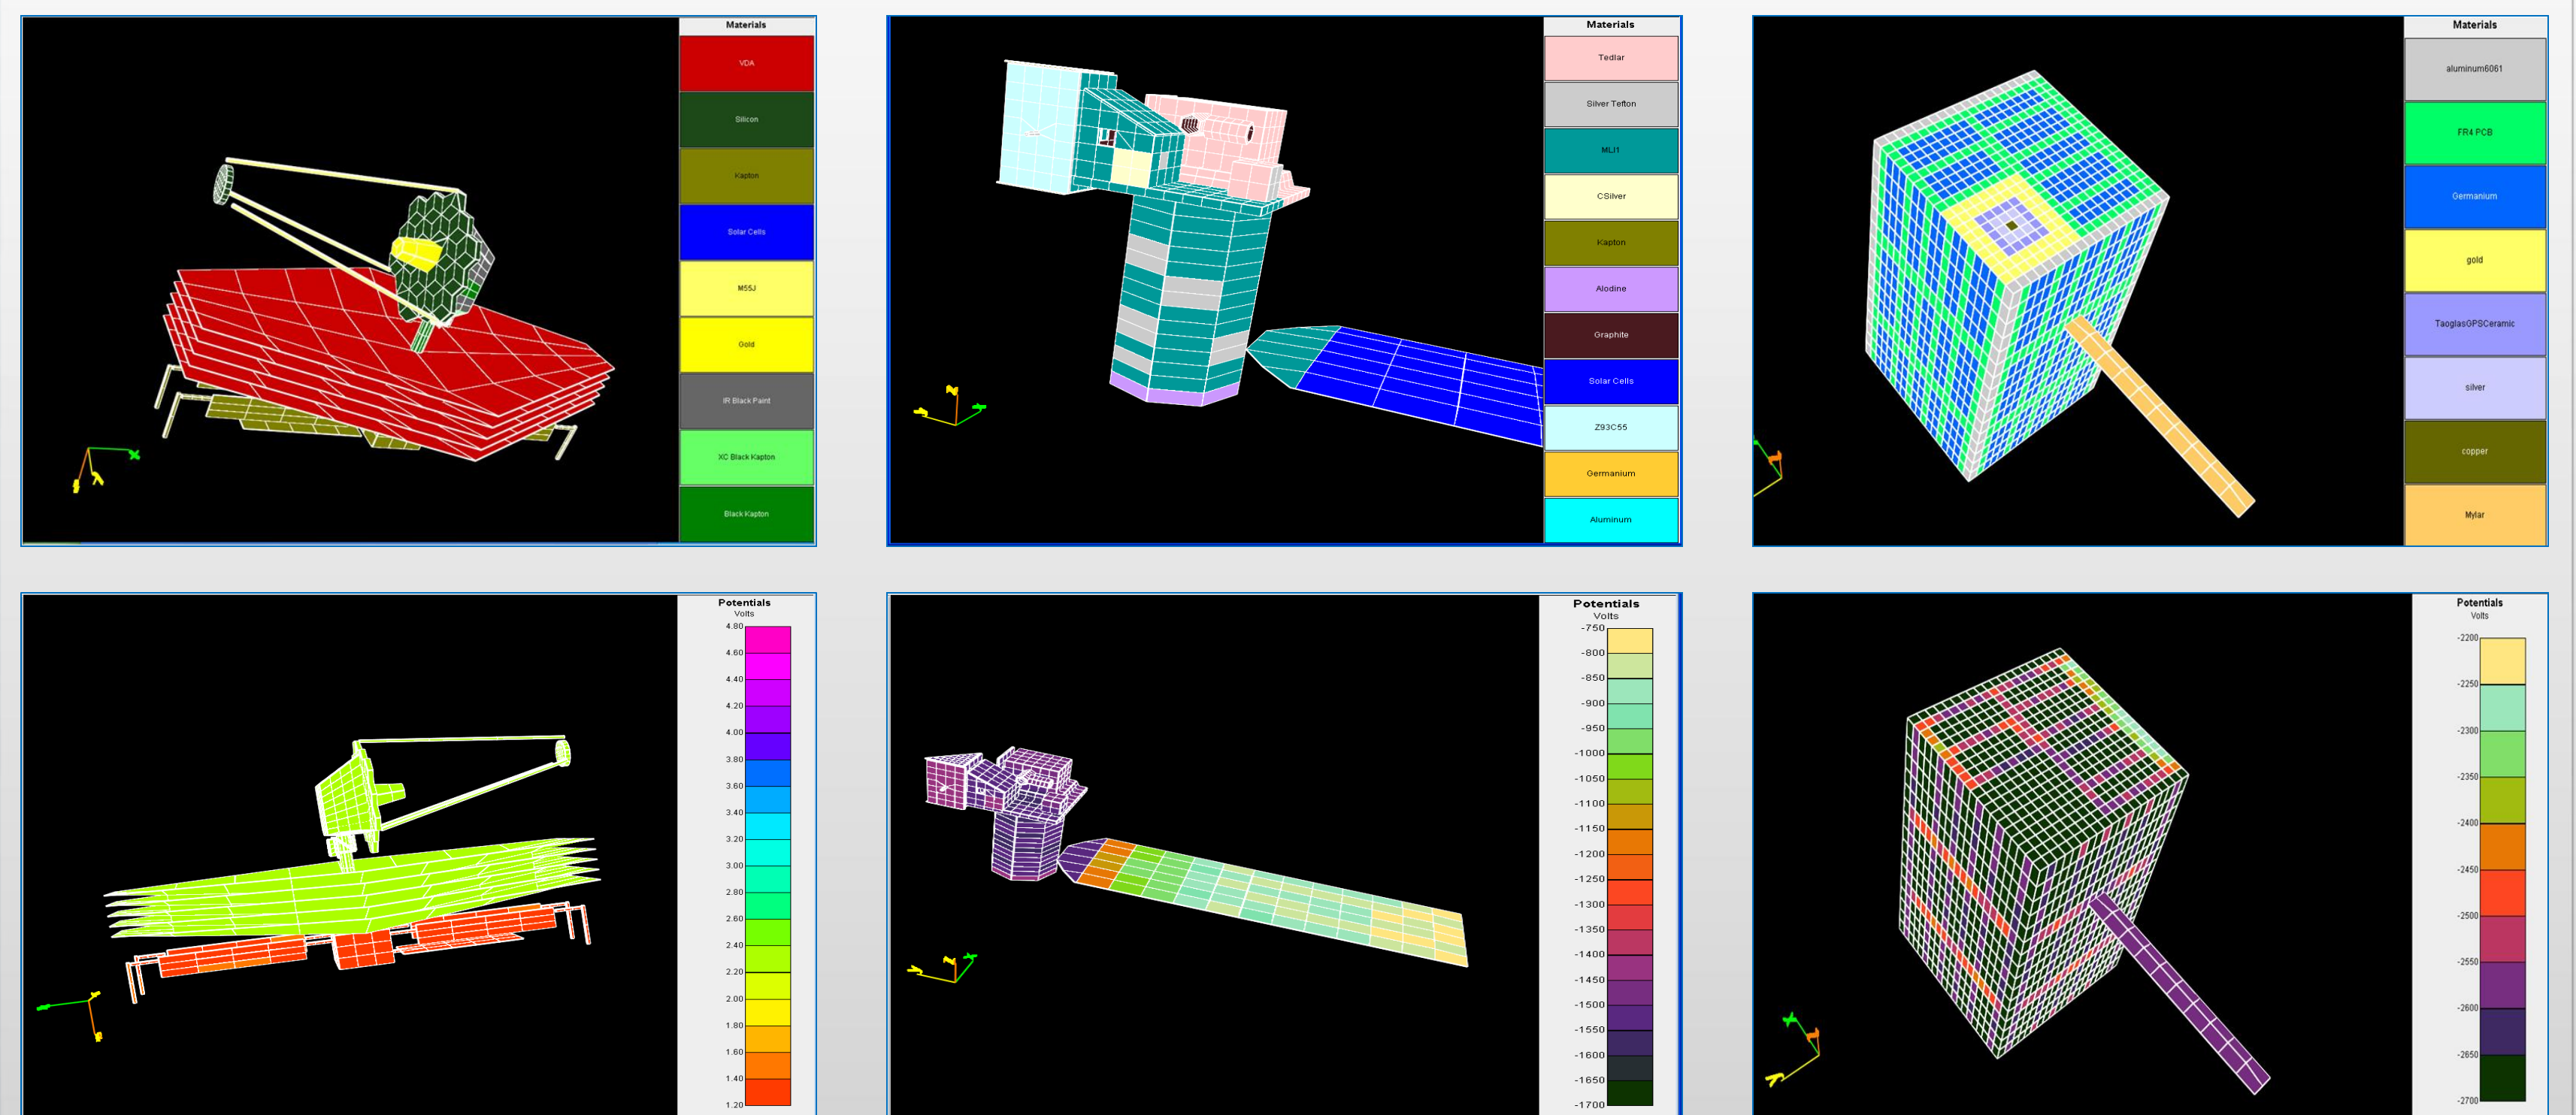 Materials
VDA
Silicon
Kapton
Solar Cells
M55J
Gold
IR Black Paint
XC Black Kapton
Black Kapton
Materials
Tedlar
Silver Teflon
MLI1
CSilver
Kapton
Alodine
Graphite
Solar Cells
Z93C55
Germanium
Aluminum
Materials
aluminum6061
FR4 PCB
Germanium
gold
TaoglasGPSCeramic
silver
copper
Mylar
Potentials
Volts
4.80
4.60
4.40
4.20
4.00
3.80
3.60
3.40
3.20
3.00
2.80
2.60
2.40
2.20
2.00
1.80
1.60
1.40
1.20
Potentials
Volts
-750
-800
-850
-900
-950
-1000
-1050
-1100
-1150
-1200
-1250
-1300
-1350
-1400
-1450
-1500
-1550
-1600
-1650
-1700
Potentials
Volts
-2200
-2250
-2300
-2350
-2400
-2450
-2500
-2550
-2600
-2650
-2700